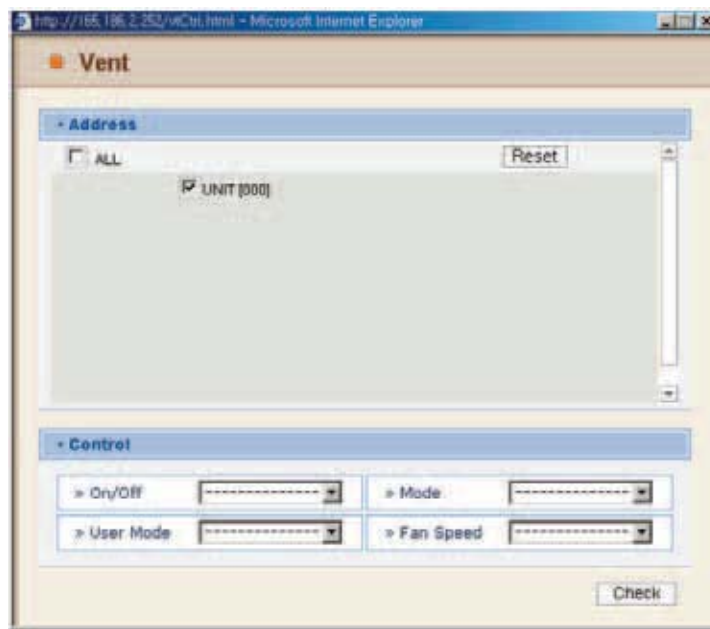 http://166.186.2.252/vtCtrl.html - Microsoft Internet Explorer
Vent
Address
ALL
Reset
UNIT [000]
Control
» On/Off -------------- » Mode --------------
» User Mode -------------- » Fan Speed --------------
Check